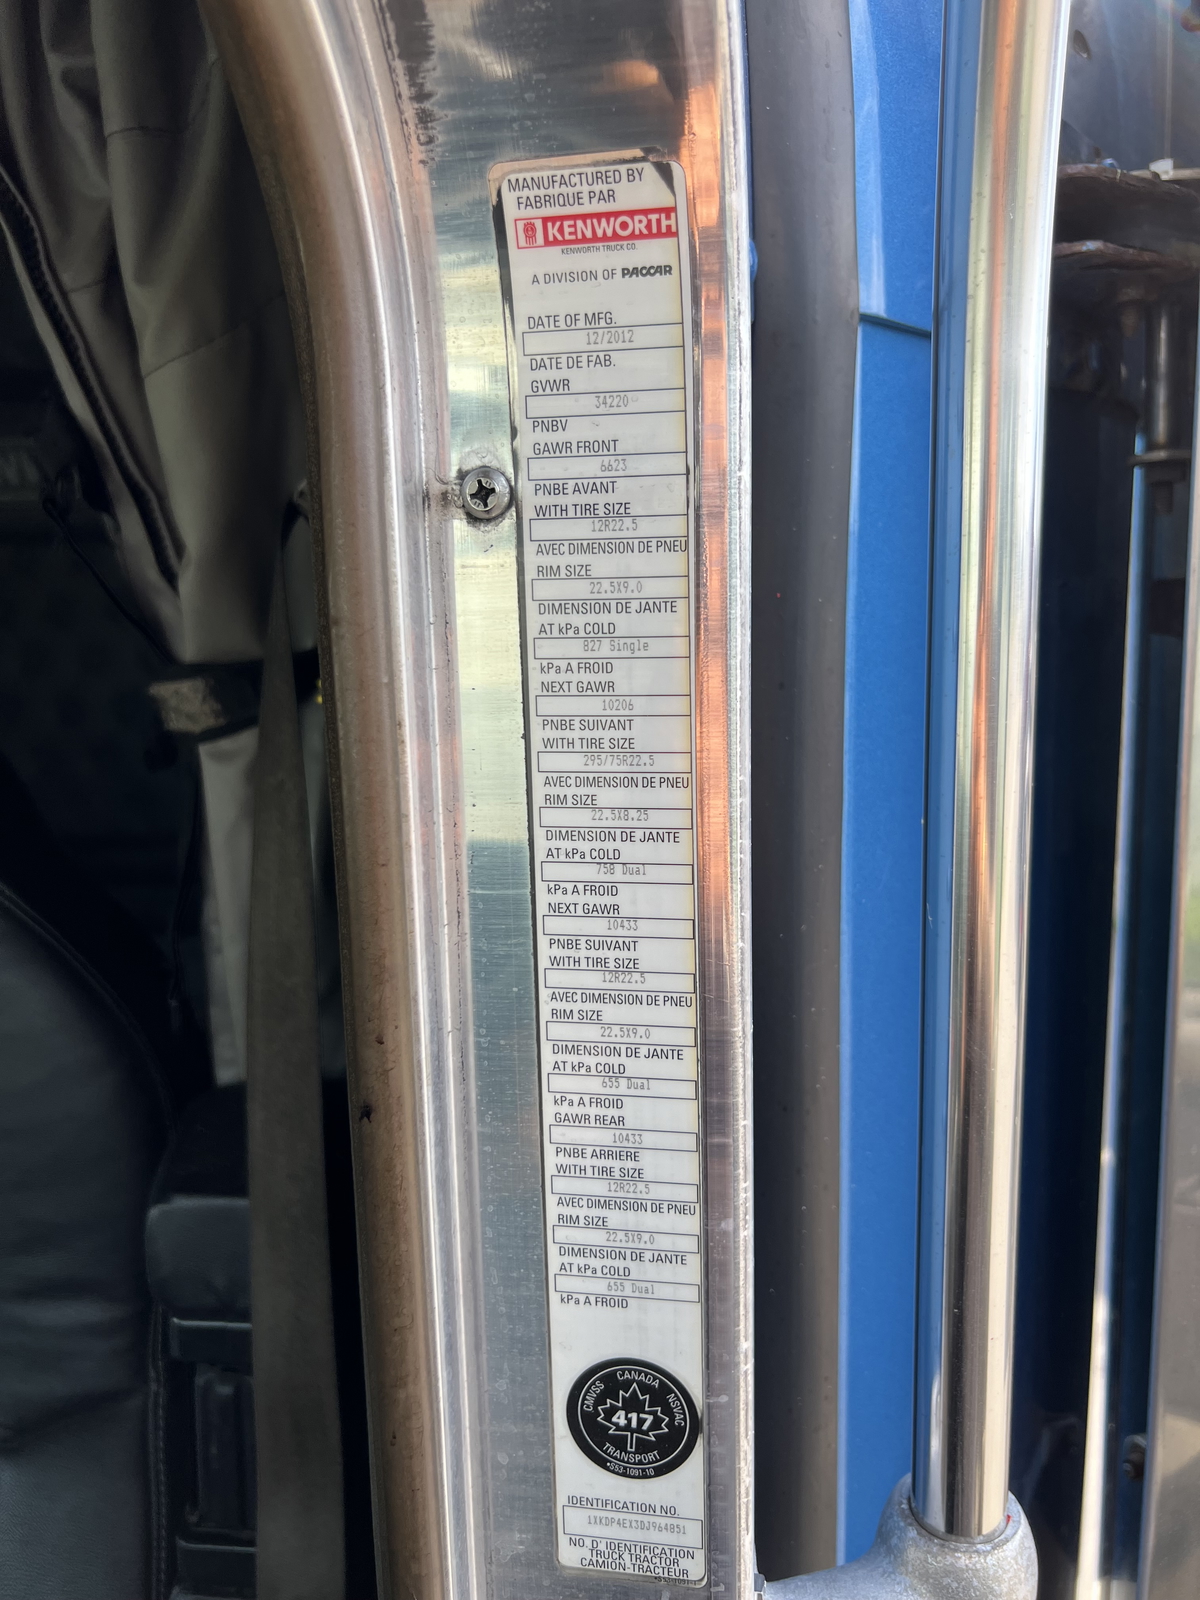 MANUFACTURED BY
FABRIQUE PAR
KENWORTH
KENWORTH TRUCK CO.
A DIVISION OF PACCAR
DATE OF MFG.
12/2012
DATE DE FAB.
GVWR
34220
PNBV
GAWR FRONT
6623
PNBE AVANT
WITH TIRE SIZE
12R22.5
AVEC DIMENSION DE PNEU
RIM SIZE
22.5X9.0
DIMENSION DE JANTE
AT kPa COLD
827 Single
kPa A FROID
NEXT GAWR
10206
PNBE SUIVANT
WITH TIRE SIZE
295/75R22.5
AVEC DIMENSION DE PNEU
RIM SIZE
22.5X8.25
DIMENSION DE JANTE
AT kPa COLD
758 Dual
kPa A FROID
NEXT GAWR
10433
PNBE SUIVANT
WITH TIRE SIZE
12R22.5
AVEC DIMENSION DE PNEU
RIM SIZE
22.5X9.0
DIMENSION DE JANTE
AT kPa COLD
655 Dual
kPa A FROID
GAWR REAR
10433
PNBE ARRIERE
WITH TIRE SIZE
12R22.5
AVEC DIMENSION DE PNEU
RIM SIZE
22.5X9.0
DIMENSION DE JANTE
AT kPa COLD
655 Dual
kPa A FROID
CMVSS CANADA NSVAC
417
TRANSPORT
•S53-1091-10
IDENTIFICATION NO.
1XKDP4EX3DJ964851
NO. D' IDENTIFICATION
TRUCK TRACTOR
CAMION-TRACTEUR